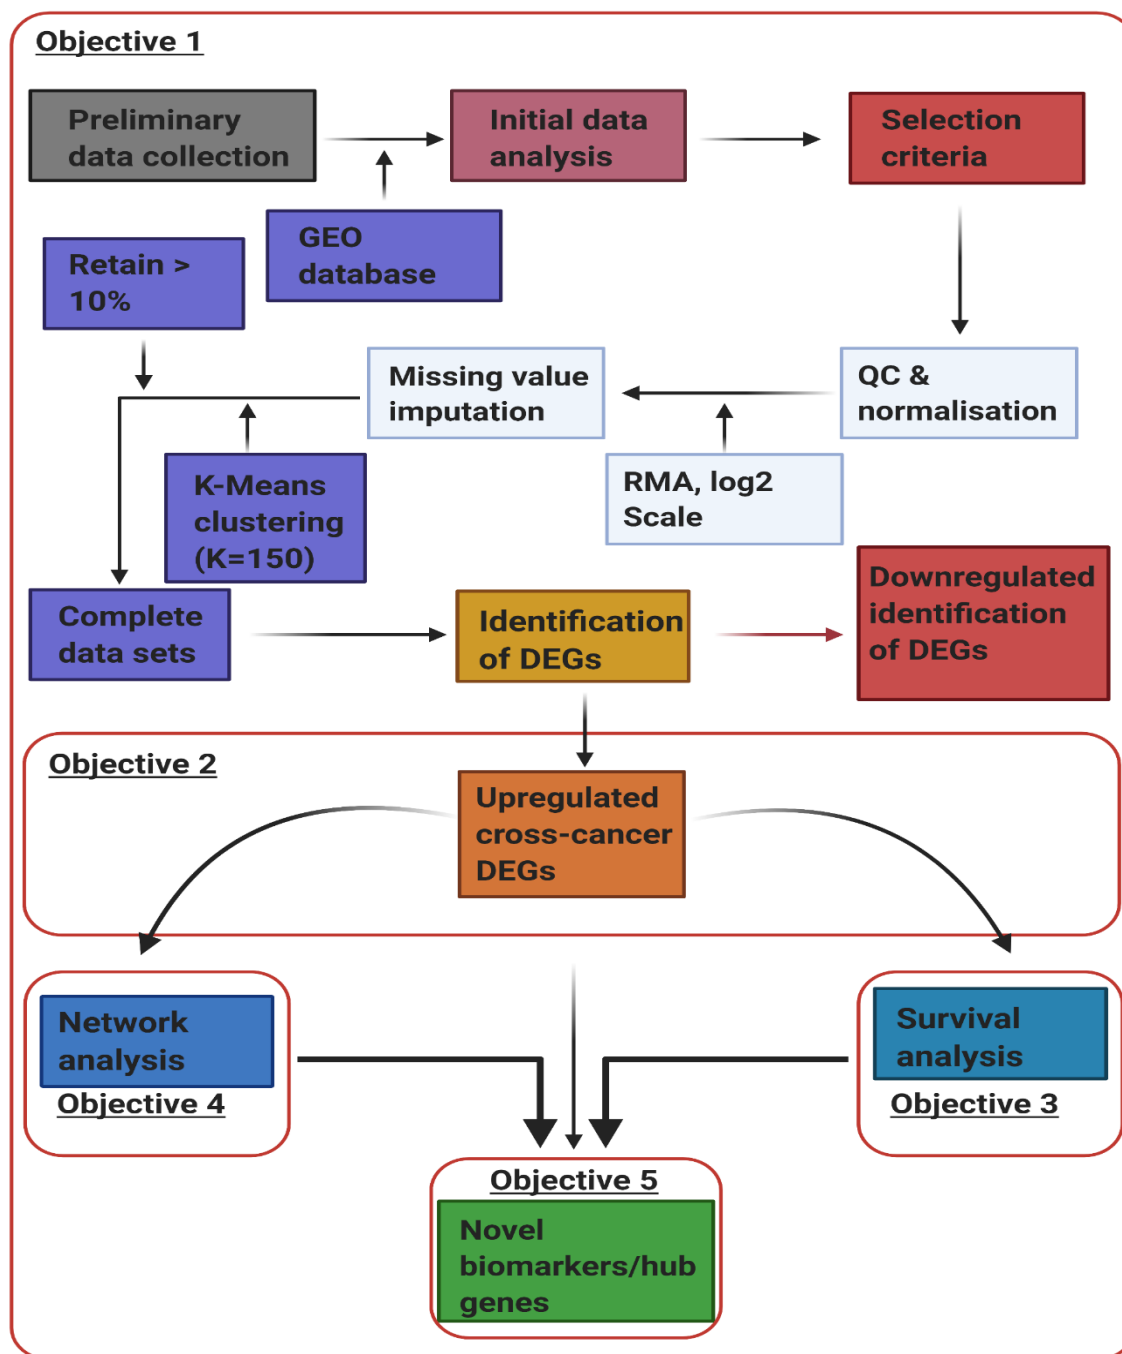 Objective 1
Preliminary
data collection
Initial data
analysis
Selection
criteria
GEO
database
Retain >
10%
Missing value
imputation
QC &
normalisation
K-Means
clustering
(K=150)
RMA, log2
Scale
Complete
data sets
Identification
of DEGs
Downregulated
identification
of DEGs
Objective 2
Upregulated
cross-cancer
DEGs
Network
analysis
Objective 4
Survival
analysis
Objective 3
Objective 5
Novel
biomarkers/hub
genes